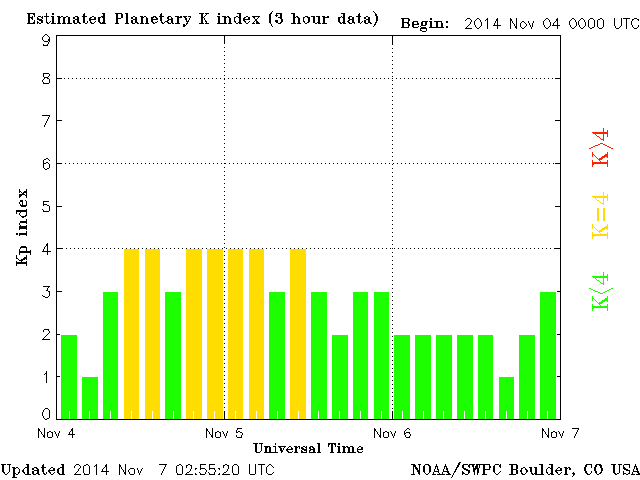 Estimated Planetary K index (3 hour data)
Begin: 2014 Nov 04 0000 UTC
9
8
7
6
5
4
3
2
1
0
Kp index
K>4
K=4
K<4
Nov 4
Nov 5
Nov 6
Nov 7
Universal Time
Updated 2014 Nov 7 02:55:20 UTC
NOAA/SWPC Boulder, CO USA